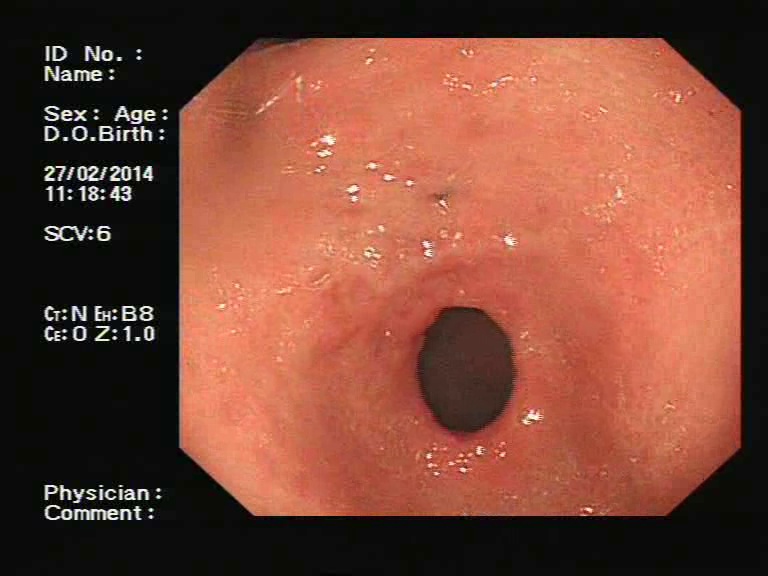 ID No. :
Name:
Sex: Age:
D.O.Birth:
27/02/2014
11:18:43
SCV:6
CT:N EH:B8
CE:0 Z:1.0
Physician:
Comment: